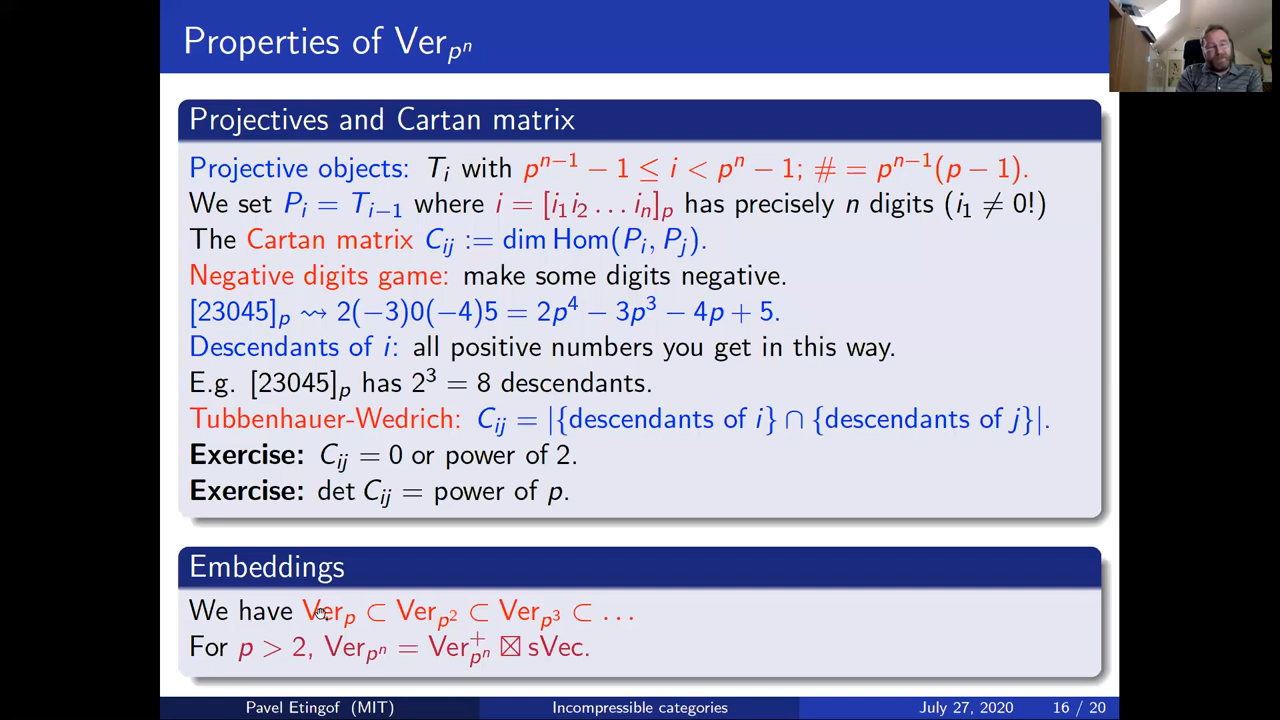 Properties of Ver_{p^n}
Projectives and Cartan matrix
Projective objects: T_i with p^{n−1} − 1 ≤ i < p^n − 1; # = p^{n−1}(p − 1).
We set P_i = T_{i−1} where i = [i_1i_2 … i_n]_p has precisely n digits (i_1 ≠ 0!)
The Cartan matrix C_{ij} := dim Hom(P_i, P_j).
Negative digits game: make some digits negative.
[23045]_p ⇝ 2(−3)0(−4)5 = 2p^4 − 3p^3 − 4p + 5.
Descendants of i: all positive numbers you get in this way.
E.g. [23045]_p has 2^3 = 8 descendants.
Tubbenhauer-Wedrich: C_{ij} = |{descendants of i} ∩ {descendants of j}|.
Exercise: C_{ij} = 0 or power of 2.
Exercise: det C_{ij} = power of p.
Embeddings
We have Ver_p ⊂ Ver_{p^2} ⊂ Ver_{p^3} ⊂ …
For p > 2, Ver_{p^n} = Ver^+_{p^n} ⊠ sVec.
Pavel Etingof (MIT) Incompressible categories July 27, 2020 16 / 20